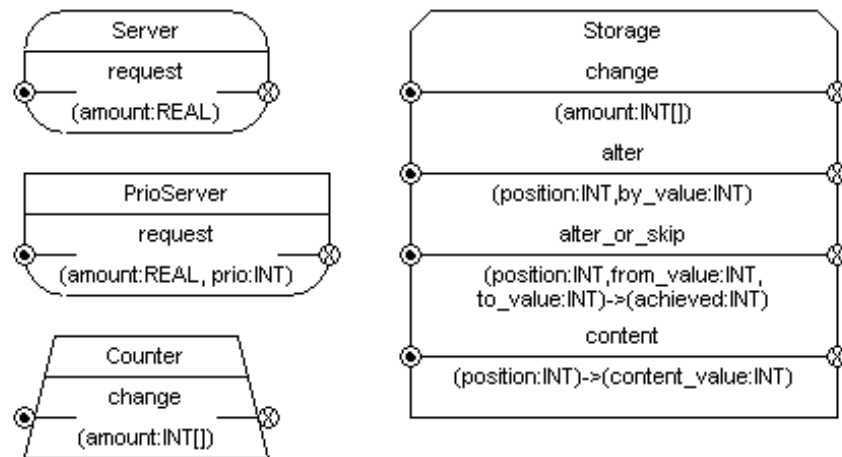 Server
request
(amount:REAL)
PrioServer
request
(amount:REAL, prio:INT)
Counter
change
(amount:INT[])
Storage
change
(amount:INT[])
alter
(position:INT,by_value:INT)
alter_or_skip
(position:INT,from_value:INT,
to_value:INT)->(achieved:INT)
content
(position:INT)->(content_value:INT)